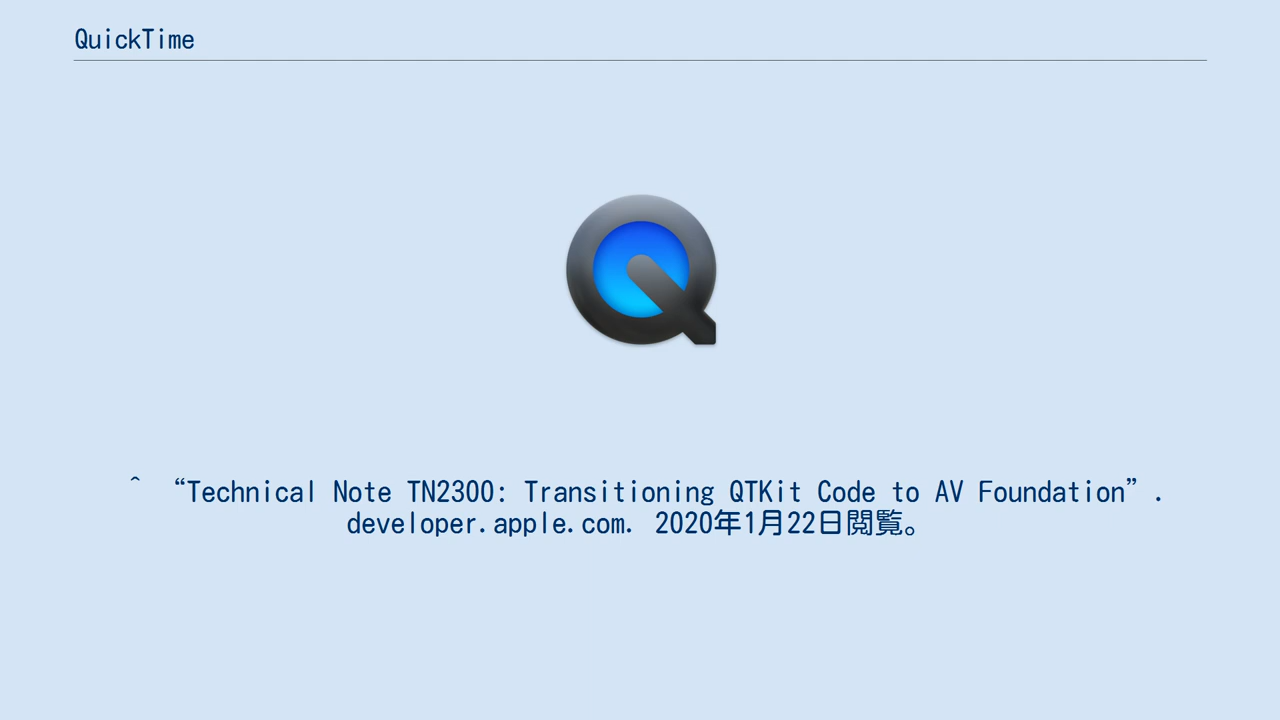 QuickTime
^ “Technical Note TN2300: Transitioning QTKit Code to AV Foundation”.
developer.apple.com. 2020年1月22日閲覧。